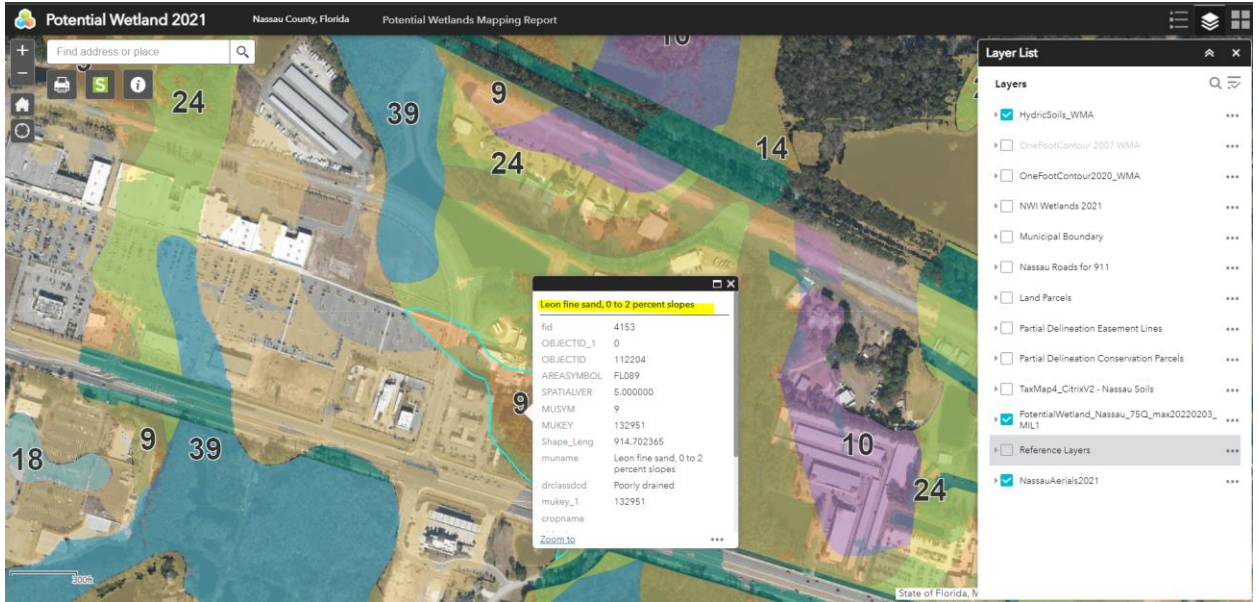 Potential Wetland 2021
Nassau County, Florida
Potential Wetlands Mapping Report
Find address or place
S
i
10
9
24
39
24
14
9
9
39
18
10
24
300ft
Leon fine sand, 0 to 2 percent slopes
fid 4153
OBJECTID_1 0
OBJECTID 112204
AREASYMBOL FL089
SPATIALVER 5.000000
MUSYM 9
MUKEY 132951
Shape_Leng 914.702365
muname Leon fine sand, 0 to 2
percent slopes
drclassdcd Poorly drained
mukey_1 132951
cropname
Zoom to
State of Florida, M
Layer List
Layers
HydricSoils_WMA
OneFootContour 2007 WMA
OneFootContour2020_WMA
NWI Wetlands 2021
Municipal Boundary
Nassau Roads for 911
Land Parcels
Partial Delineation Easement Lines
Partial Delineation Conservation Parcels
TaxMap4_CitrixV2 - Nassau Soils
PotentialWetland_Nassau_75Q_max20220203_
MIL1
Reference Layers
NassauAerials2021